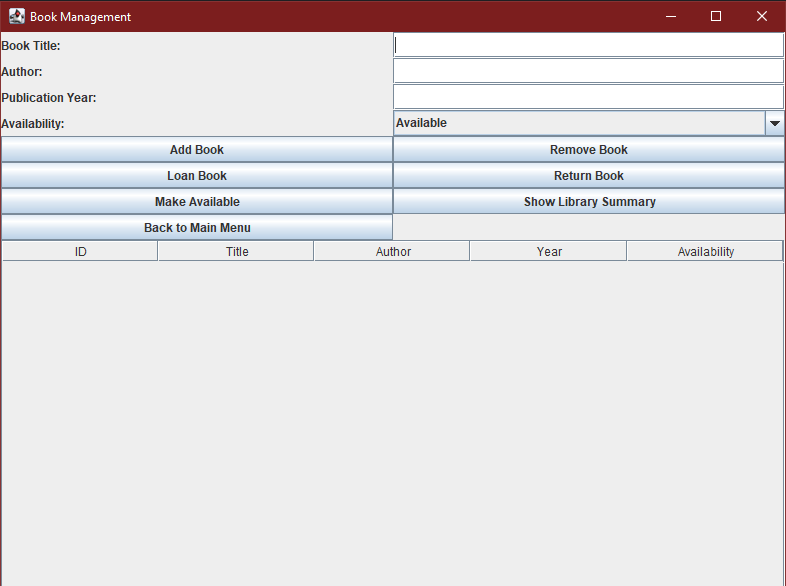 Book Management
Book Title:
Author:
Publication Year:
Availability: Available
Add Book Remove Book
Loan Book Return Book
Make Available Show Library Summary
Back to Main Menu
ID Title Author Year Availability